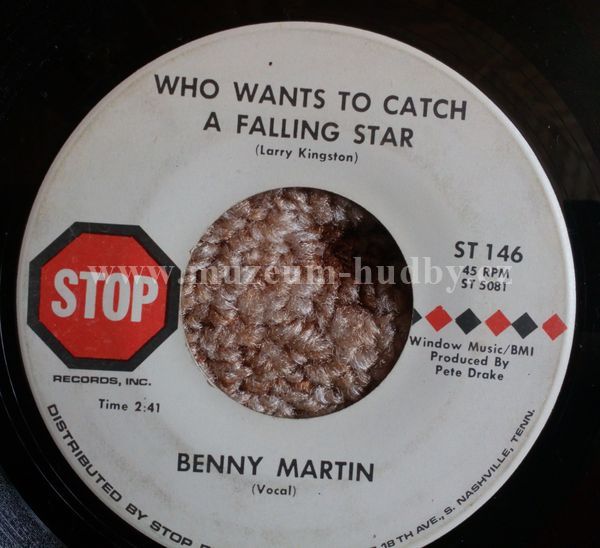 WHO WANTS TO CATCH
A FALLING STAR
(Larry Kingston)
STOP
RECORDS, INC.
Time 2:41
ST 146
45 RPM
ST 5081
Window Music/BMI
Produced By
Pete Drake
www.muzeum-hudby.cz
BENNY MARTIN
(Vocal)
DISTRIBUTED BY STOP
18 TH AVE., S. NASHVILLE, TENN.